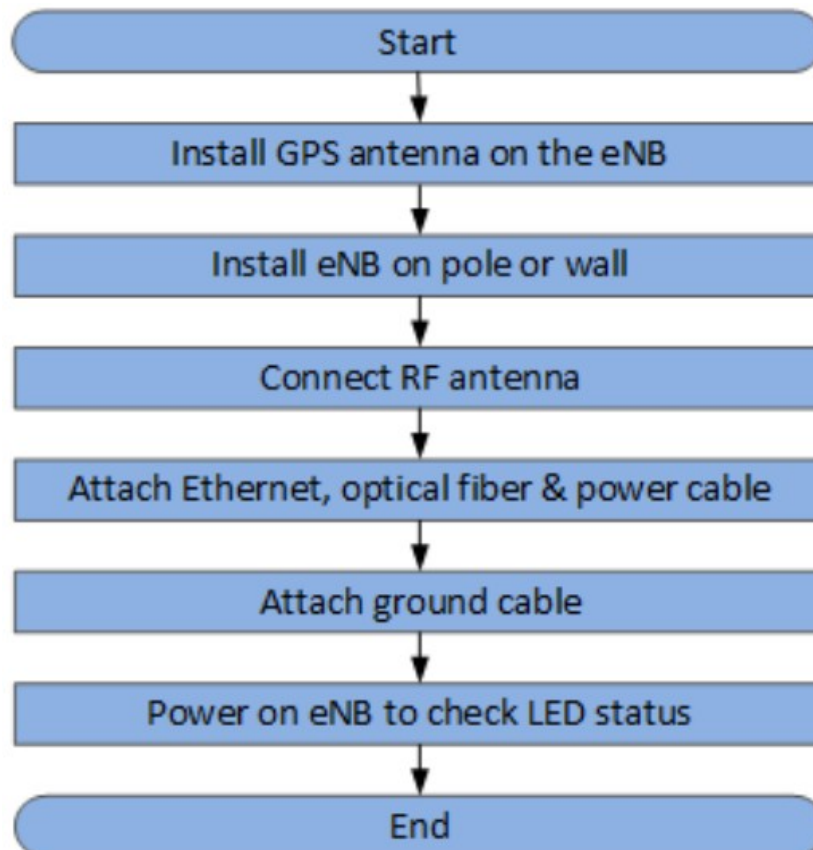 Start
Install GPS antenna on the eNB
Install eNB on pole or wall
Connect RF antenna
Attach Ethernet, optical fiber & power cable
Attach ground cable
Power on eNB to check LED status
End